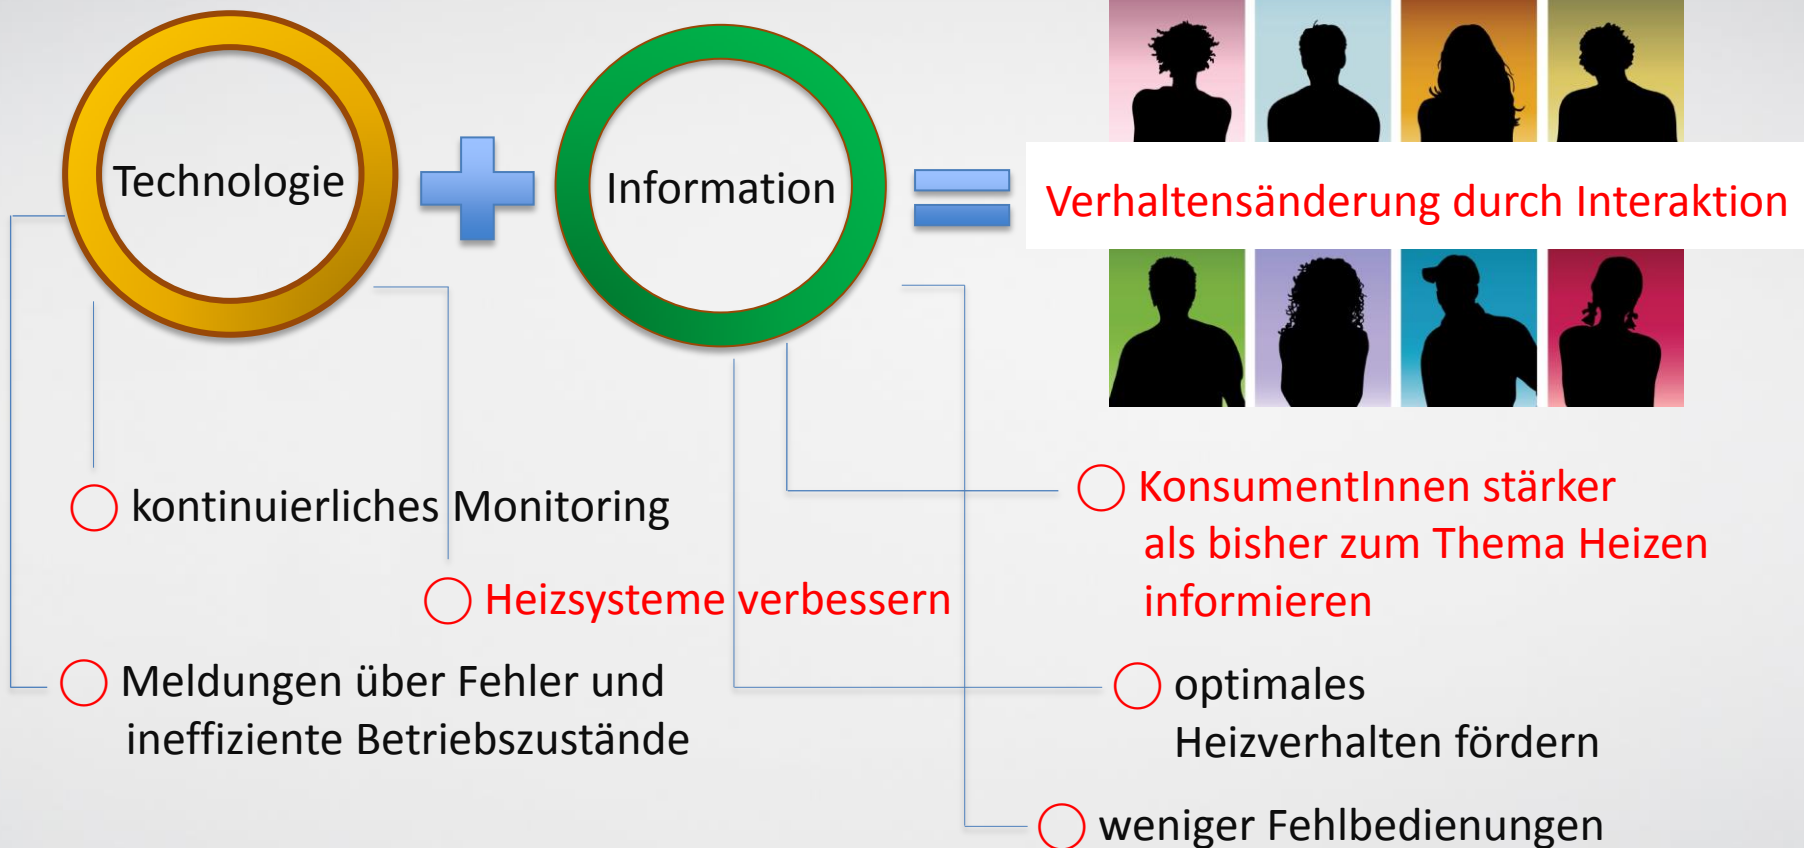 Technologie
Information
Verhaltensänderung durch Interaktion
kontinuierliches Monitoring
Heizsysteme verbessern
Meldungen über Fehler und
ineffiziente Betriebszustände
KonsumentInnen stärker
als bisher zum Thema Heizen
informieren
optimales
Heizverhalten fördern
weniger Fehlbedienungen